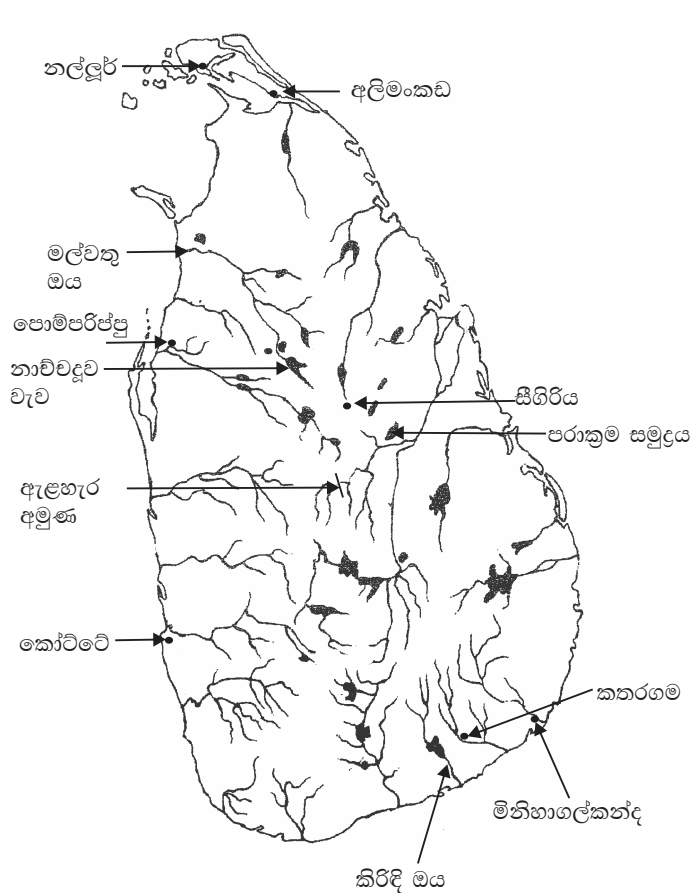 නල්ලූර්
අලිමංකඩ
මල්වතු
ඔය
පොම්පරිප්පු
නාච්චදූව
වැව
සීගිරිය
පරාක්‍රම සමුද්‍රය
ඇළහැර
අමුණ
කෝට්ටේ
කතරගම
මිනිහාගල්කන්ද
කිරිඳි ඔය